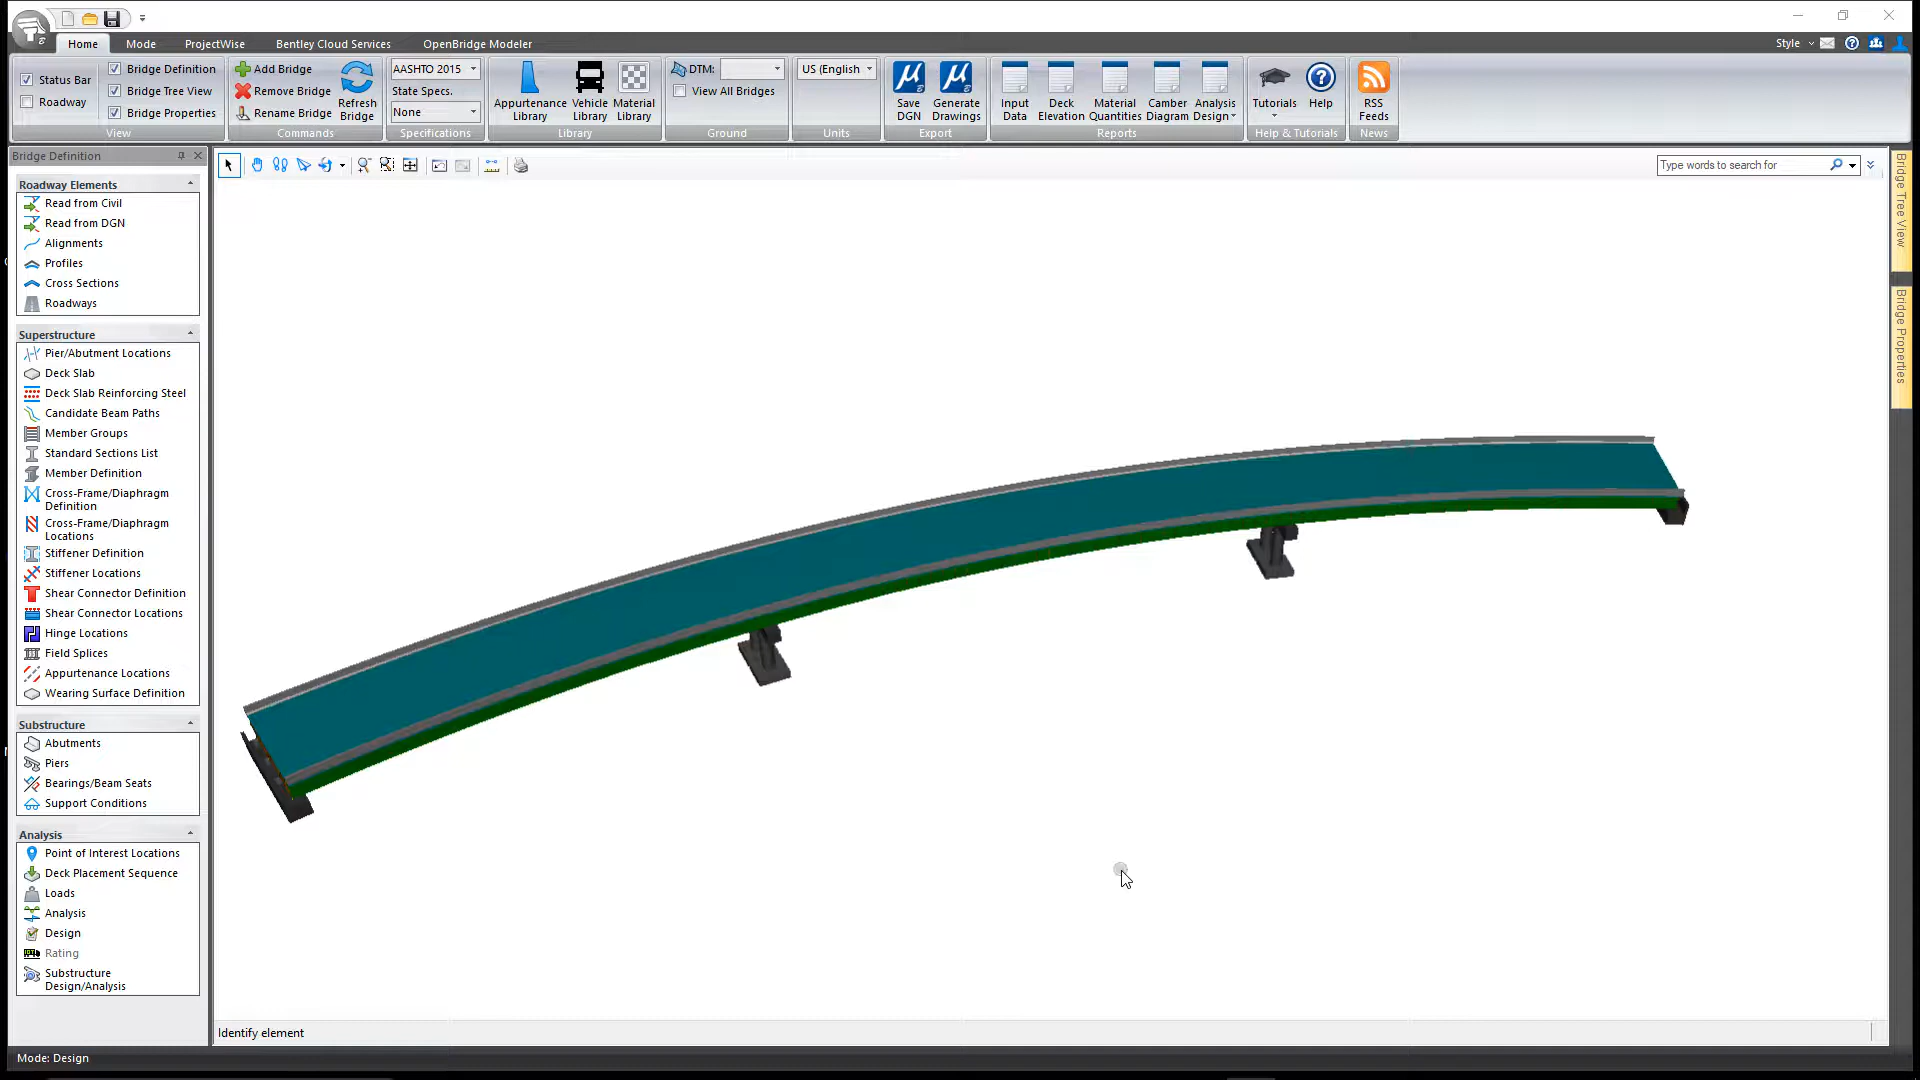 Home Mode ProjectWise Bentley Cloud Services OpenBridge Modeler Style
Status Bar
Roadway
Bridge Definition
Bridge Tree View
Bridge Properties
View
Add Bridge
Remove Bridge
Rename Bridge
Refresh
Bridge
Commands
AASHTO 2015
State Specs.
None
Specifications
Appurtenance
Library
Vehicle
Library
Material
Library
Library
DTM:
View All Bridges
Ground
US (English
Units
Save
DGN
Generate
Drawings
Export
Input
Data
Deck
Elevation
Material
Quantities
Camber
Diagram
Analysis
Design
Reports
Tutorials
Help
Help & Tutorials
RSS
Feeds
News
Bridge Definition
Type words to search for
Bridge Tree View
Bridge Properties
Roadway Elements
Read from Civil
Read from DGN
Alignments
Profiles
Cross Sections
Roadways
Superstructure
Pier/Abutment Locations
Deck Slab
Deck Slab Reinforcing Steel
Candidate Beam Paths
Member Groups
Standard Sections List
Member Definition
Cross-Frame/Diaphragm
Definition
Cross-Frame/Diaphragm
Locations
Stiffener Definition
Stiffener Locations
Shear Connector Definition
Shear Connector Locations
Hinge Locations
Field Splices
Appurtenance Locations
Wearing Surface Definition
Substructure
Abutments
Piers
Bearings/Beam Seats
Support Conditions
Analysis
Point of Interest Locations
Deck Placement Sequence
Loads
Analysis
Design
Rating
Substructure
Design/Analysis
Identify element
Mode: Design